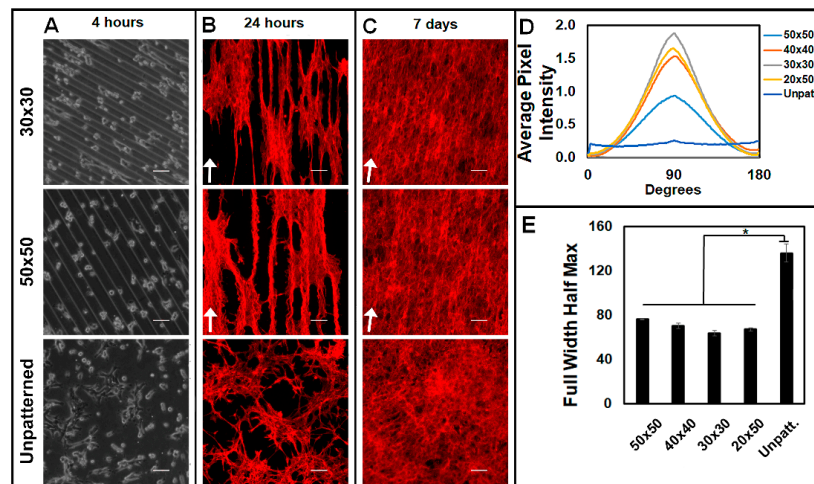 A 4 hours
B 24 hours
C 7 days
30x30
50x50
Unpatterned
D
Average Pixel
Intensity
2.0
1.5
1.0
0.5
0.0
0
90
180
Degrees
50x50
40x40
30x30
20x50
Unpatt
E
Full Width Half Max
160
120
80
40
0
*
50x50
40x40
30x30
20x50
Unpatt.